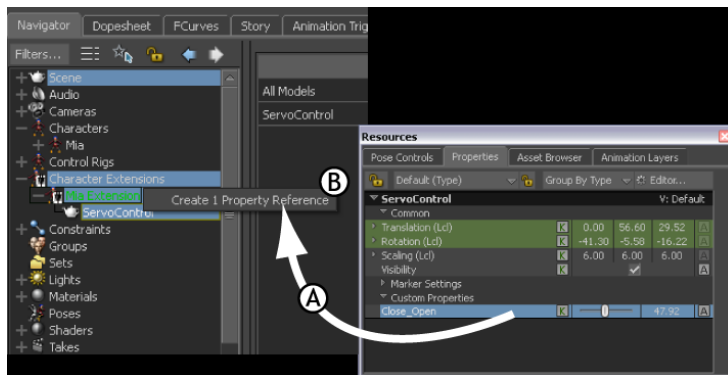 Navigator
Dopesheet
FCurves
Story
Animation Trig
Filters...
Scene
Audio
Cameras
Characters
Mia
Control Rigs
Character Extensions
Mia Extension
ServoControl
Constraints
Groups
Sets
Lights
Materials
Poses
Shaders
Takes
All Models
ServoControl
Create 1 Property Reference
B
A
Resources
Pose Controls
Properties
Asset Browser
Animation Layers
Default (Type)
Group By Type
Editor...
ServoControl V: Default
Common
Translation (Lcl) K 0.00 56.60 29.52 A
Rotation (Lcl) K -41.30 -5.58 -16.22 A
Scaling (Lcl) K 6.00 6.00 6.00 A
Visibility K A
Marker Settings
Custom Properties
Close_Open K 47.92 A